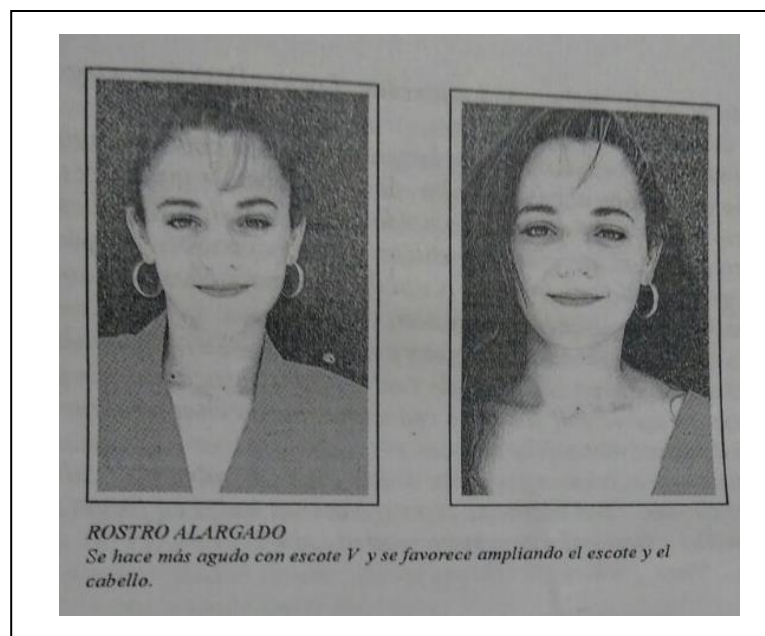 ROSTRO ALARGADO
Se hace más agudo con escote V y se favorece ampliando el escote y el
cabello.